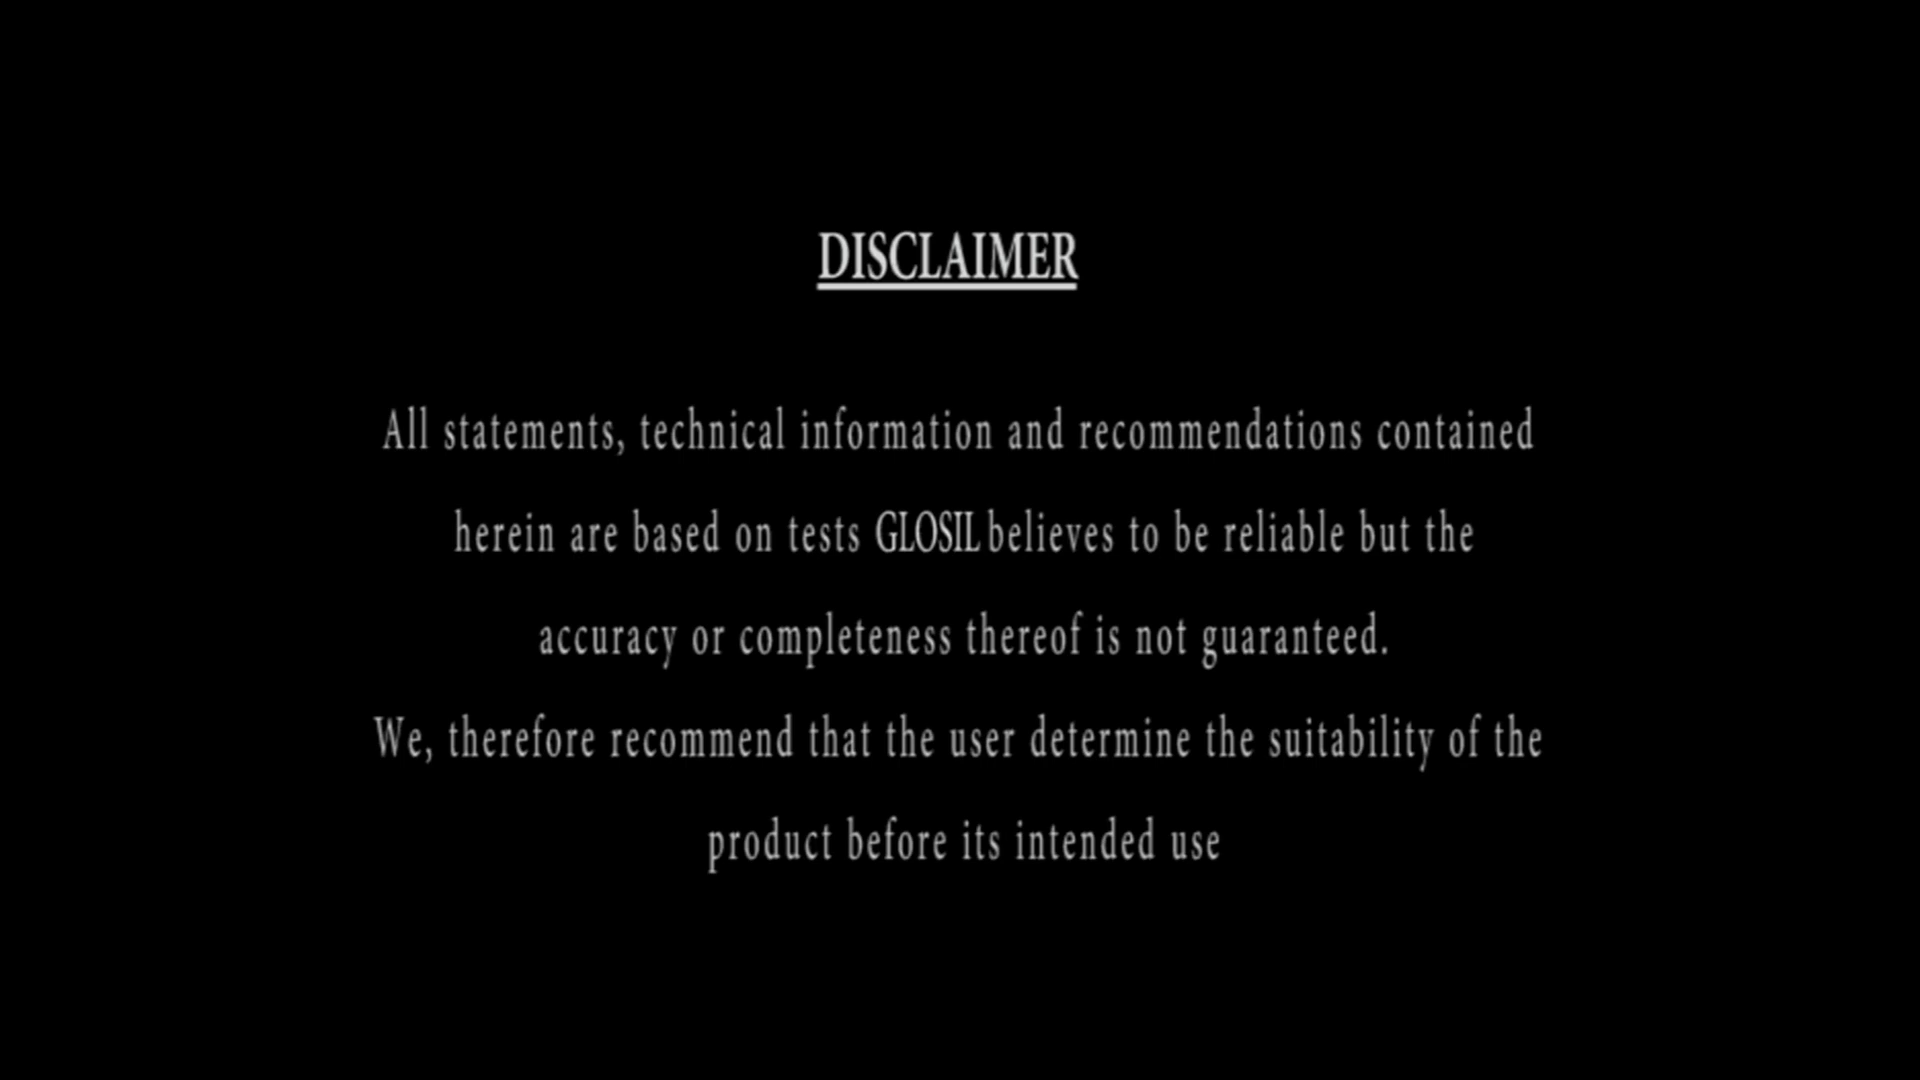 DISCLAIMER
All statements, technical information and recommendations contained
herein are based on tests GLOSIL believes to be reliable but the
accuracy or completeness thereof is not guaranteed.
We, therefore recommend that the user determine the suitability of the
product before its intended use